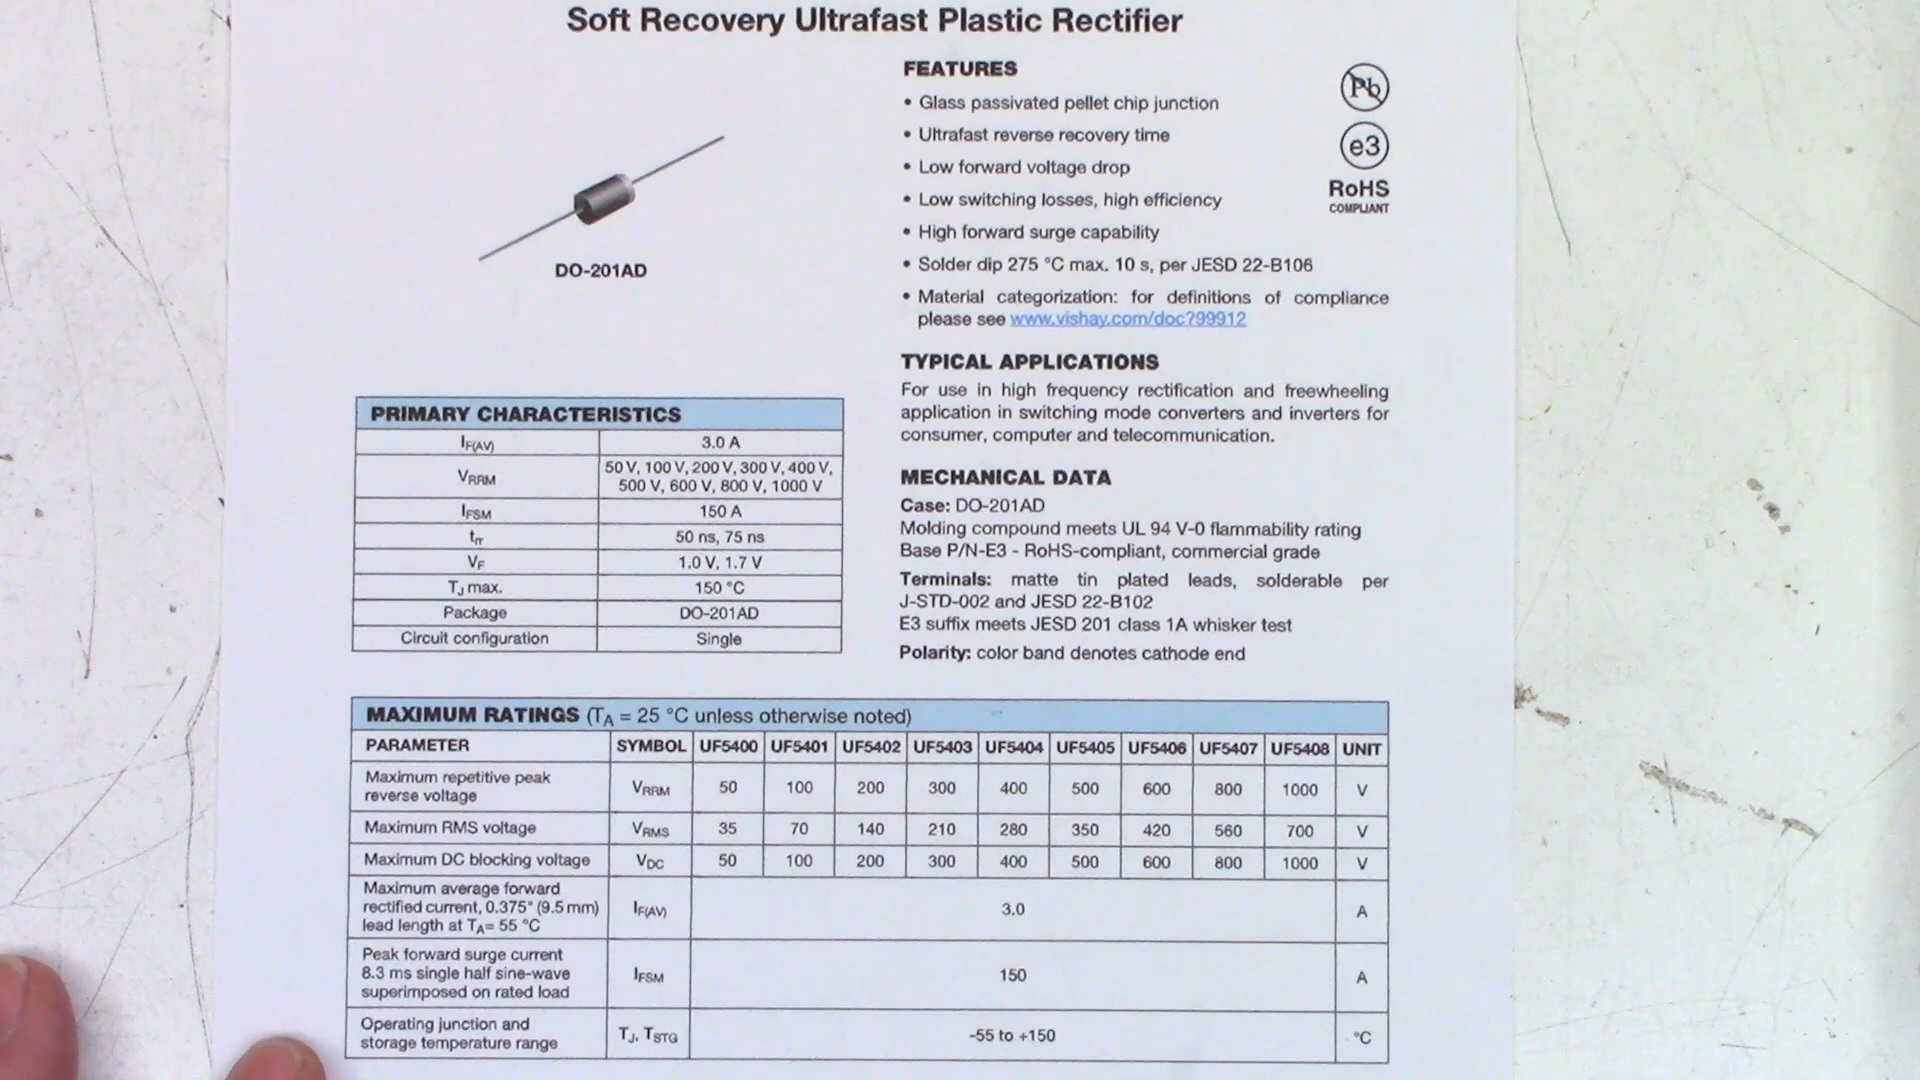 Soft Recovery Ultrafast Plastic Rectifier
DO-201AD
FEATURES
• Glass passivated pellet chip junction
• Ultrafast reverse recovery time
• Low forward voltage drop
• Low switching losses, high efficiency
• High forward surge capability
• Solder dip 275 °C max. 10 s, per JESD 22-B106
• Material categorization: for definitions of compliance
please see www.vishay.com/doc?99912
Pb
e3
RoHS
COMPLIANT
TYPICAL APPLICATIONS
For use in high frequency rectification and freewheeling
application in switching mode converters and inverters for
consumer, computer and telecommunication.
MECHANICAL DATA
Case: DO-201AD
Molding compound meets UL 94 V-0 flammability rating
Base P/N-E3 - RoHS-compliant, commercial grade
Terminals: matte tin plated leads, solderable per
J-STD-002 and JESD 22-B102
E3 suffix meets JESD 201 class 1A whisker test
Polarity: color band denotes cathode end
PRIMARY CHARACTERISTICS
IF(AV) 3.0 A
VRRM 50 V, 100 V, 200 V, 300 V, 400 V,
500 V, 600 V, 800 V, 1000 V
IFSM 150 A
trr 50 ns, 75 ns
VF 1.0 V, 1.7 V
TJ max. 150 °C
Package DO-201AD
Circuit configuration Single
MAXIMUM RATINGS (TA = 25 °C unless otherwise noted)
PARAMETER SYMBOL UF5400 UF5401 UF5402 UF5403 UF5404 UF5405 UF5406 UF5407 UF5408 UNIT
Maximum repetitive peak
reverse voltage VRRM 50 100 200 300 400 500 600 800 1000 V
Maximum RMS voltage VRMS 35 70 140 210 280 350 420 560 700 V
Maximum DC blocking voltage VDC 50 100 200 300 400 500 600 800 1000 V
Maximum average forward
rectified current, 0.375" (9.5 mm)
lead length at TA= 55 °C IF(AV) 3.0 A
Peak forward surge current
8.3 ms single half sine-wave
superimposed on rated load IFSM 150 A
Operating junction and
storage temperature range TJ, TSTG -55 to +150 °C